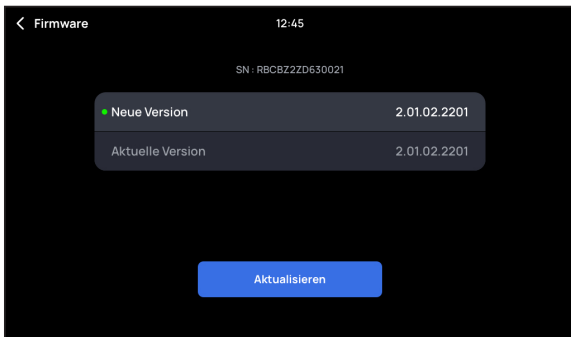 Firmware
12:45
SN : RBCBZ2ZD630021
Neue Version 2.01.02.2201
Aktuelle Version 2.01.02.2201
Aktualisieren